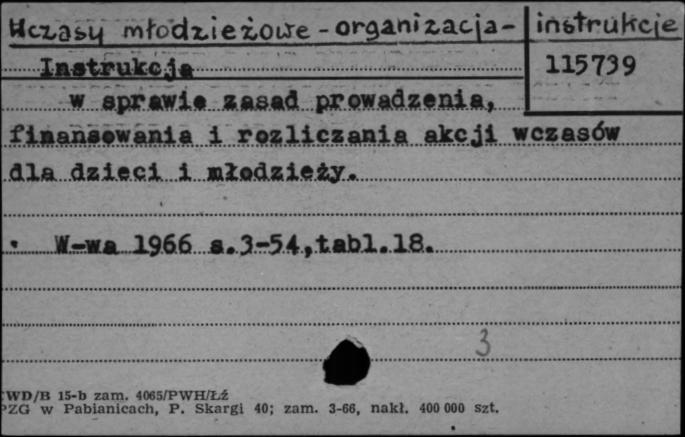 Wczasy młodzieżowe - organizacja - instrukcje
Instrukcja
115739
w sprawie zasad prowadzenia,
finansowania i rozliczania akcji wczasów
dla dzieci i młodzieży.
W-wa 1966 s.3-54,tabl.18.
3
WD/B 15-b zam. 4065/PWH/Łź
PZG w Pabianicach, P. Skargi 40; zam. 3-66, nakł. 400 000 szt.